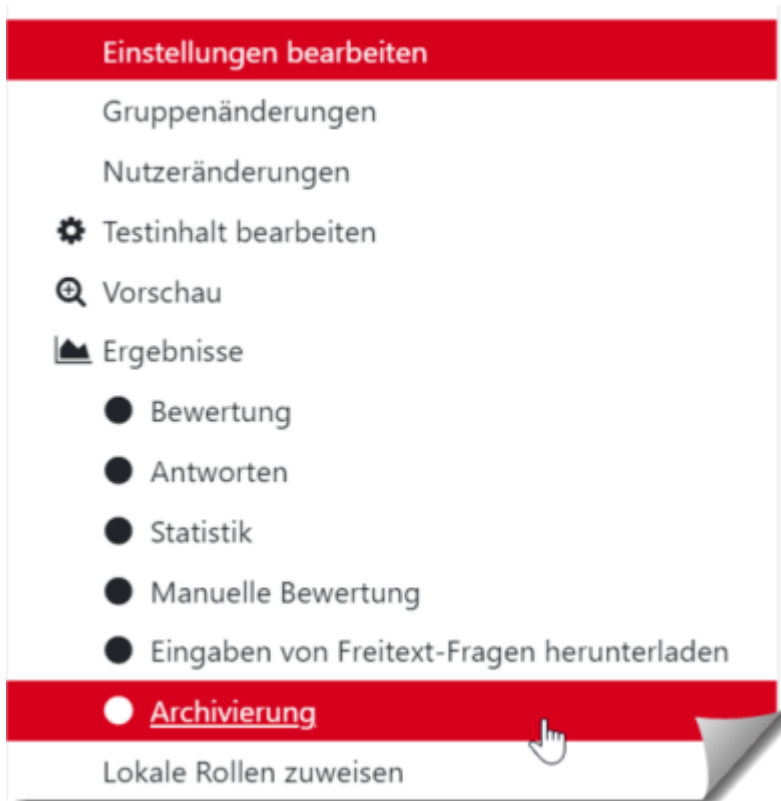 Einstellungen bearbeiten
Gruppenänderungen
Nutzeränderungen
Testinhalt bearbeiten
Vorschau
Ergebnisse
Bewertung
Antworten
Statistik
Manuelle Bewertung
Eingaben von Freitext-Fragen herunterladen
Archivierung
Lokale Rollen zuweisen